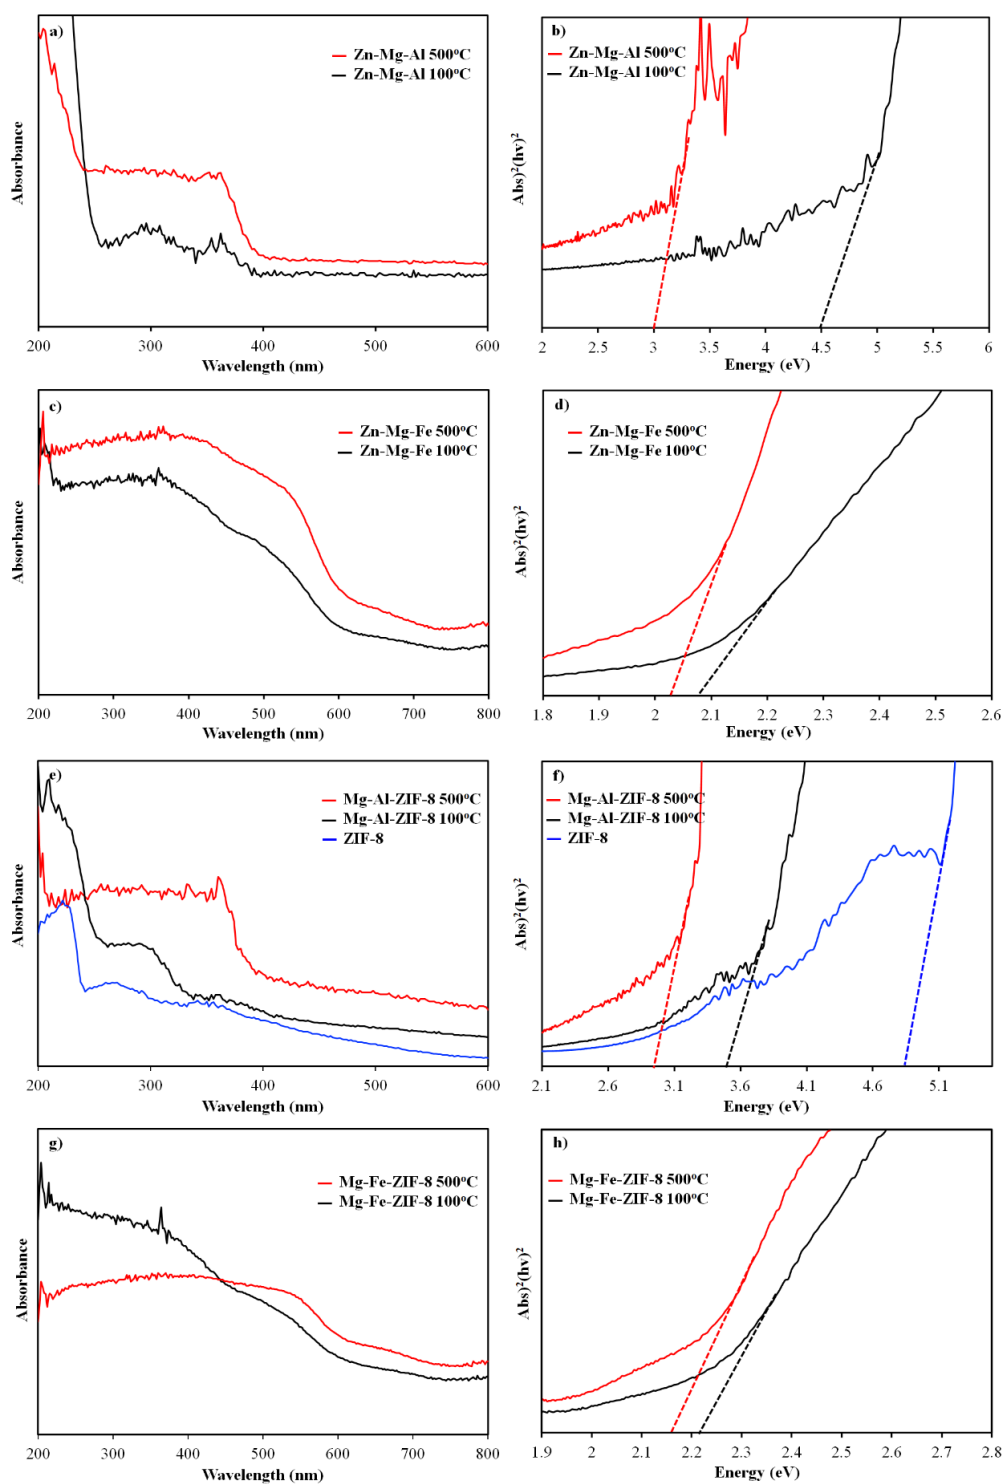 a)
Zn-Mg-Al 500°C
Zn-Mg-Al 100°C
Absorbance
200 300 400 500 600
Wavelength (nm)
b)
Zn-Mg-Al 500°C
Zn-Mg-Al 100°C
Abs)²(hv)²
2 2.5 3 3.5 4 4.5 5 5.5 6
Energy (eV)
c)
Zn-Mg-Fe 500°C
Zn-Mg-Fe 100°C
Absorbance
200 300 400 500 600 700 800
Wavelength (nm)
d)
Zn-Mg-Fe 500°C
Zn-Mg-Fe 100°C
Abs)²(hv)²
1.8 1.9 2 2.1 2.2 2.3 2.4 2.5 2.6
Energy (eV)
e)
Mg-Al-ZIF-8 500°C
Mg-Al-ZIF-8 100°C
ZIF-8
Absorbance
200 300 400 500 600
Wavelength (nm)
f)
Mg-Al-ZIF-8 500°C
Mg-Al-ZIF-8 100°C
ZIF-8
Abs)²(hv)²
2.1 2.6 3.1 3.6 4.1 4.6 5.1
Energy (eV)
g)
Mg-Fe-ZIF-8 500°C
Mg-Fe-ZIF-8 100°C
Absorbance
200 300 400 500 600 700 800
Wavelength (nm)
h)
Mg-Fe-ZIF-8 500°C
Mg-Fe-ZIF-8 100°C
Abs)²(hv)²
1.9 2 2.1 2.2 2.3 2.4 2.5 2.6 2.7 2.8
Energy (eV)